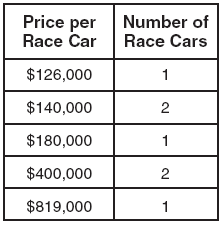 Price per Number of
Race Car Race Cars
$126,000 1
$140,000 2
$180,000 1
$400,000 2
$819,000 1